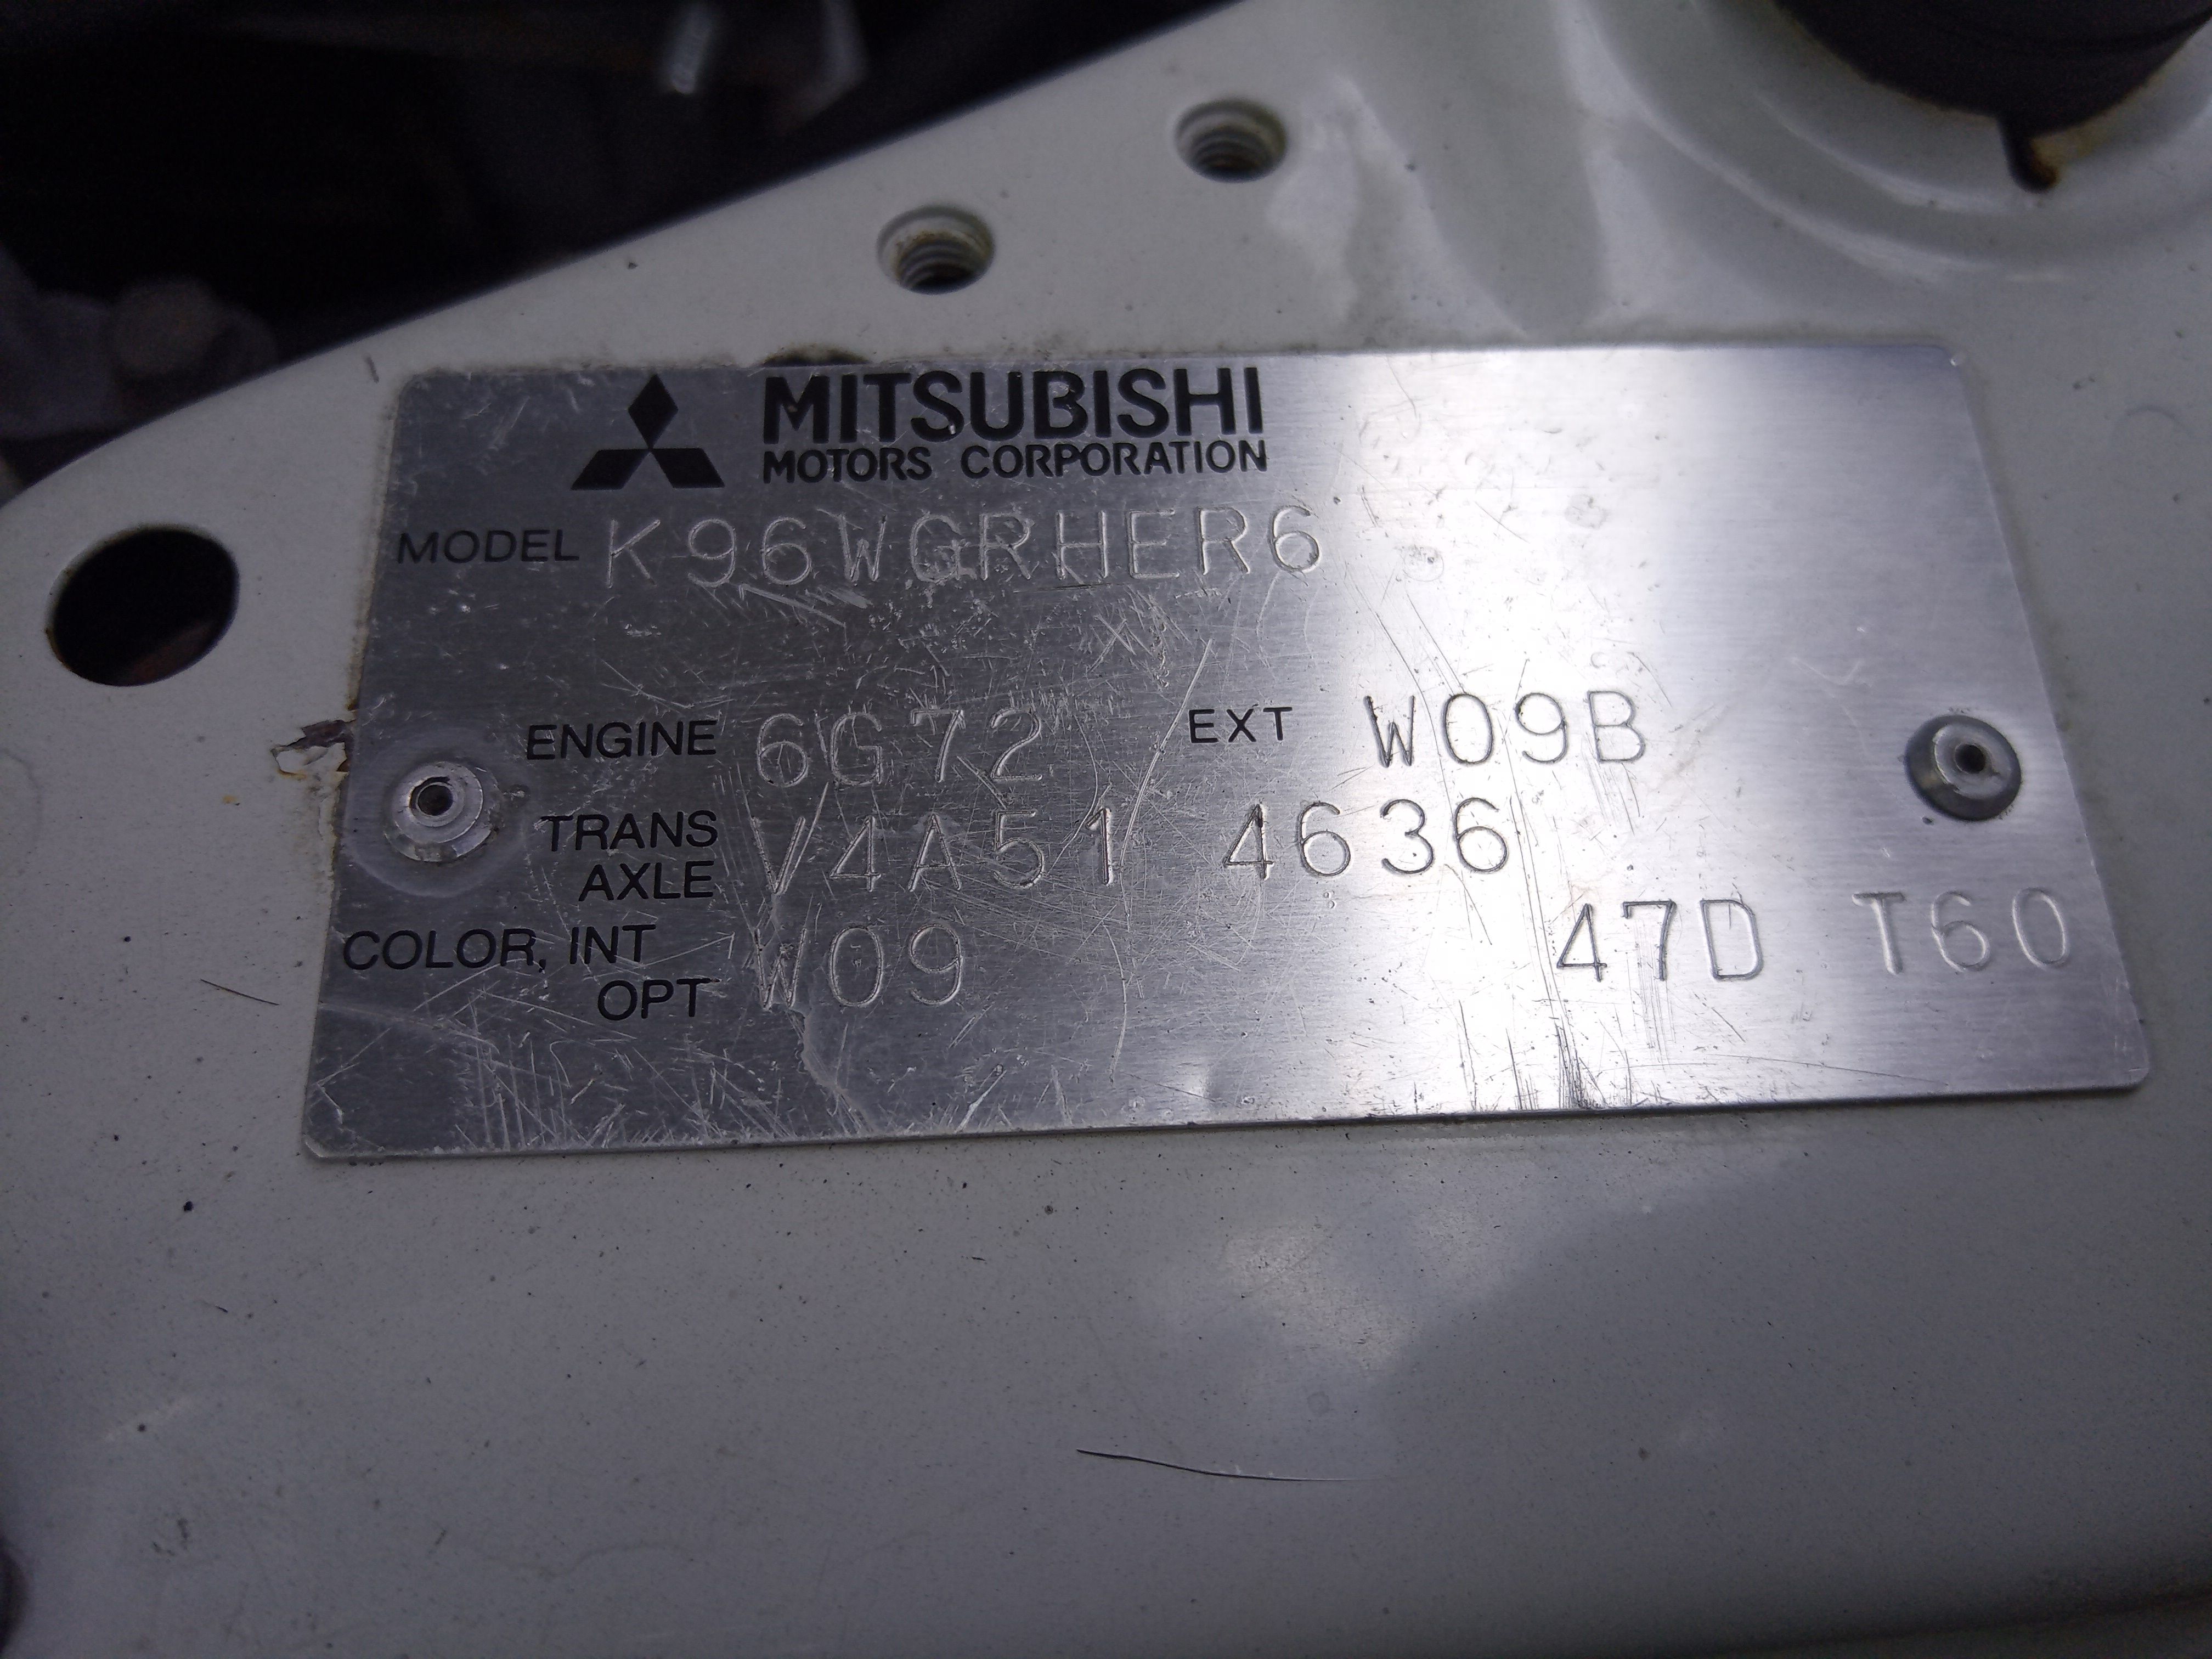 MITSUBISHI
MOTORS CORPORATION
MODEL K96WGRHER6
ENGINE 6G72 EXT W09B
TRANS
AXLE V4A51 4636
COLOR, INT
OPT W09 47D T60